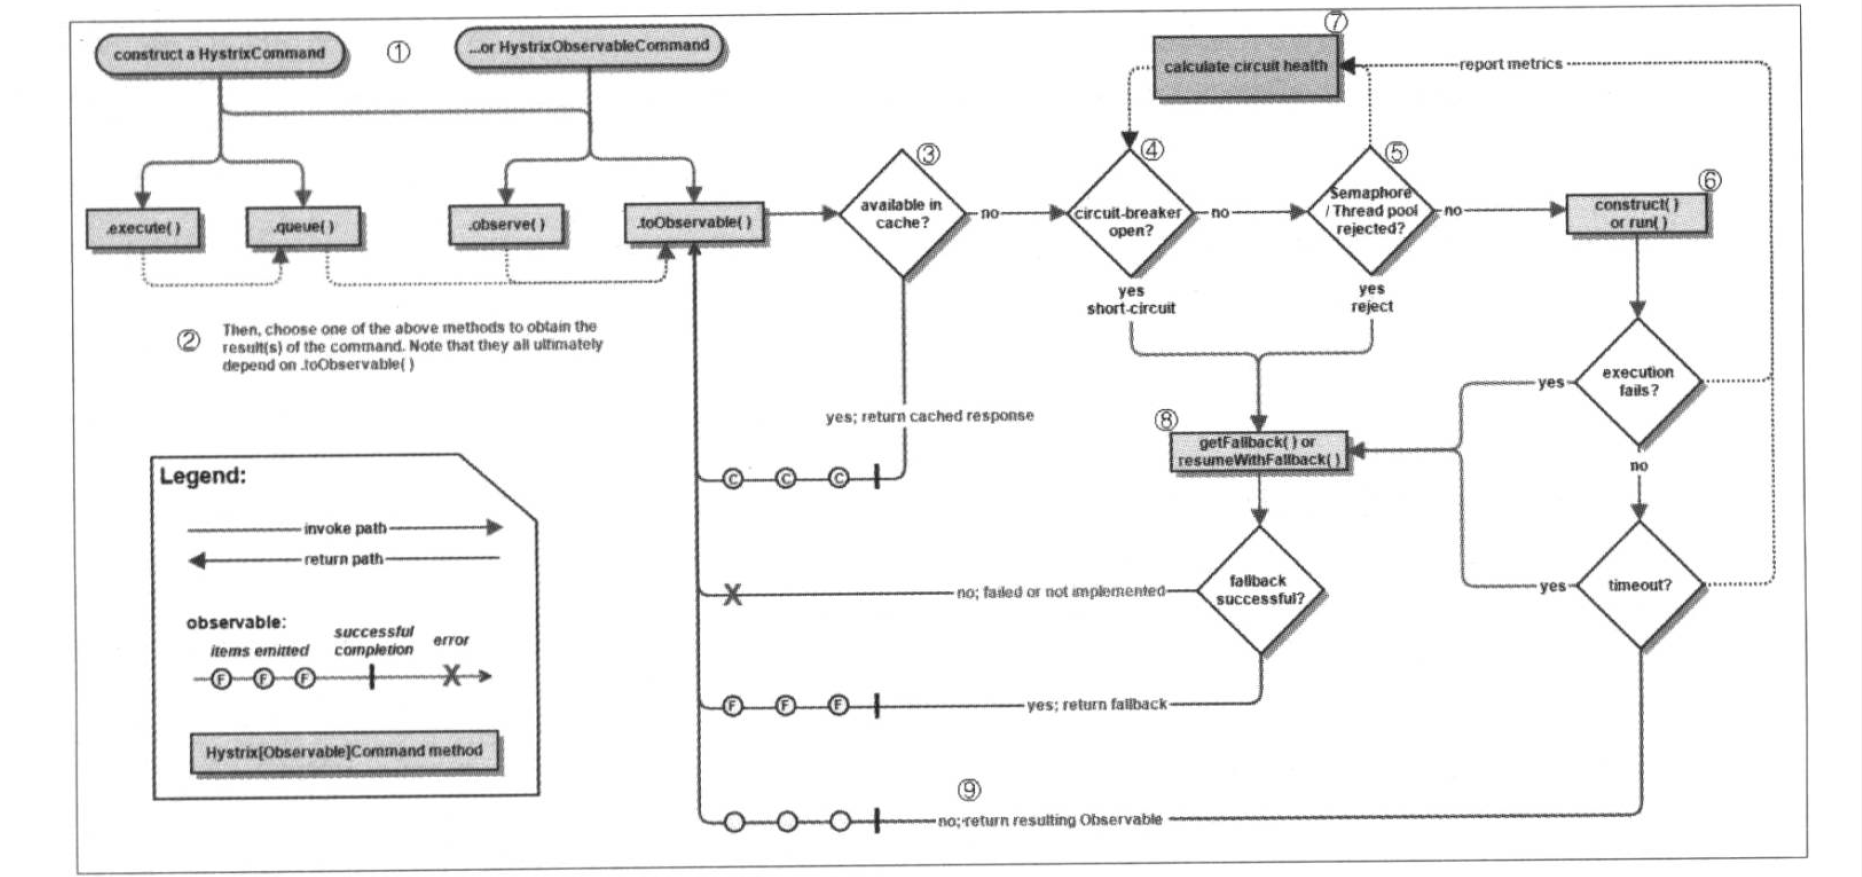 construct a HystrixCommand
①
...or HystrixObservableCommand
⑦
calculate circuit health
report metrics
.execute( )
.queue( )
.observe( )
.toObservable( )
③
available in
cache?
no
④
circuit-breaker
open?
no
⑤
Semaphore
/ Thread pool
rejected?
no
⑥
construct( )
or run( )
yes
short-circuit
yes
reject
②
Then, choose one of the above methods to obtain the
result(s) of the command. Note that they all ultimately
depend on .toObservable( )
execution
fails?
yes
no
yes; return cached response
⑧
getFallback( ) or
resumeWithFallback( )
C
C
C
fallback
successful?
no; failed or not implemented
X
timeout?
yes
F
F
F
yes; return fallback
⑨
no; return resulting Observable
Legend:
invoke path
return path
observable:
items emitted
successful
completion
error
F
F
F
X
Hystrix[Observable]Command method